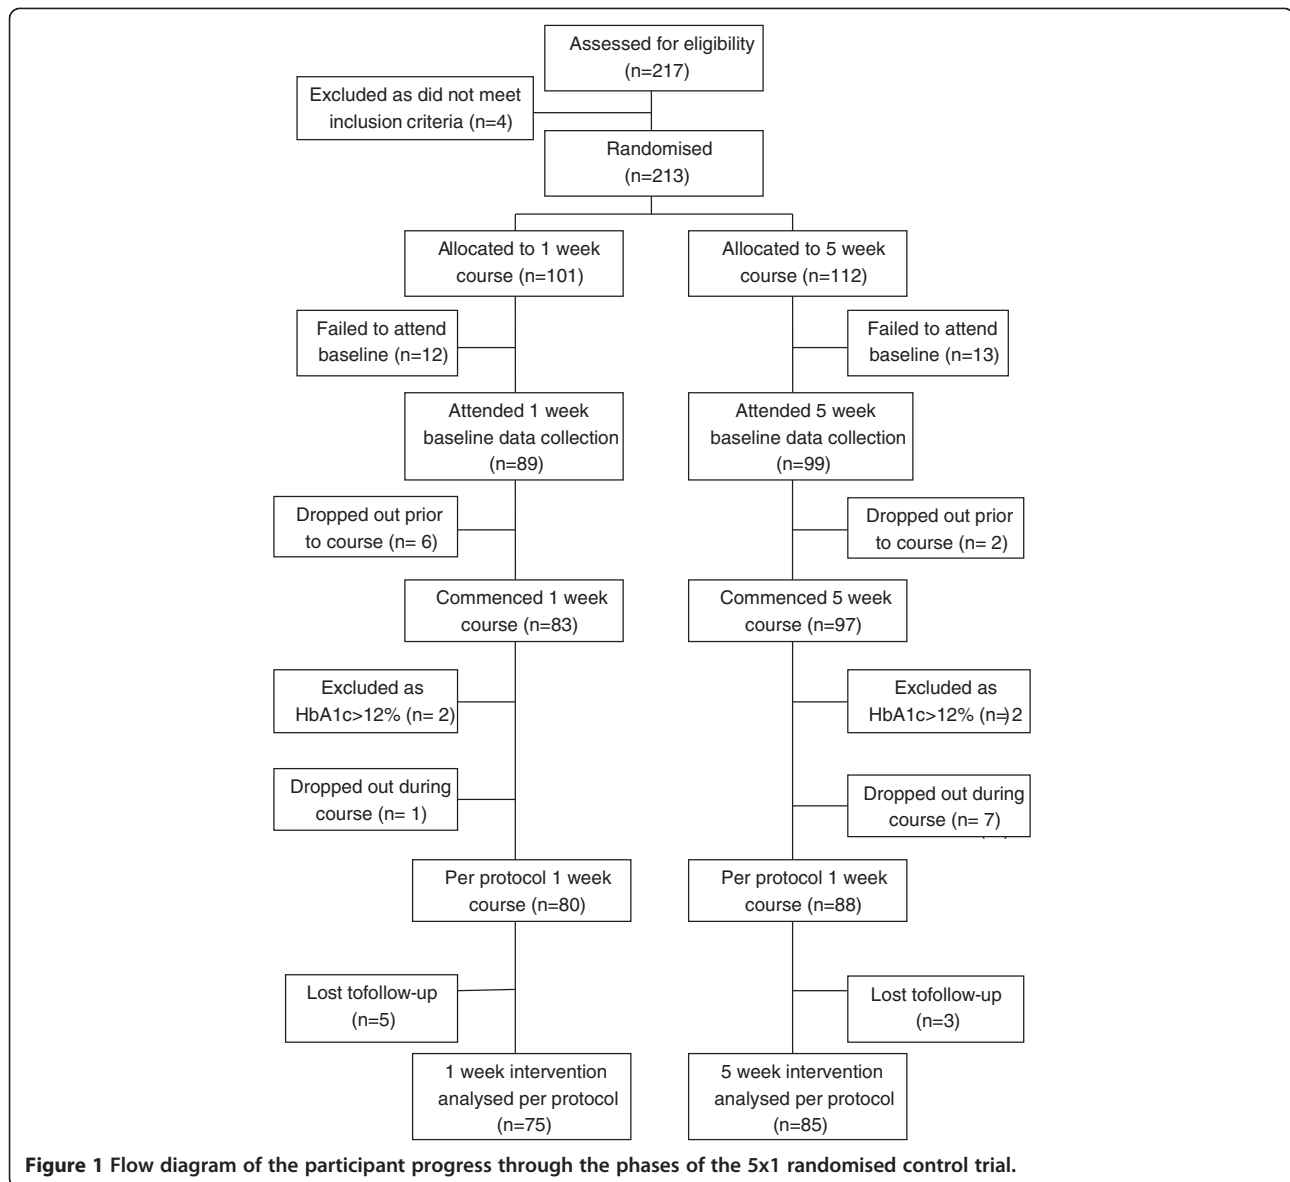 Assessed for eligibility
(n=217)
Excluded as did not meet
inclusion criteria (n=4)
Randomised
(n=213)
Allocated to 1 week
course (n=101)
Allocated to 5 week
course (n=112)
Failed to attend
baseline (n=12)
Failed to attend
baseline (n=13)
Attended 1 week
baseline data collection
(n=89)
Attended 5 week
baseline data collection
(n=99)
Dropped out prior
to course (n= 6)
Dropped out prior
to course (n= 2)
Commenced 1 week
course (n=83)
Commenced 5 week
course (n=97)
Excluded as
HbA1c>12% (n= 2)
Excluded as
HbA1c>12% (n=)2
Dropped out during
course (n= 1)
Dropped out during
course (n= 7)
Per protocol 1 week
course (n=80)
Per protocol 1 week
course (n=88)
Lost tofollow-up
(n=5)
Lost tofollow-up
(n=3)
1 week intervention
analysed per protocol
(n=75)
5 week intervention
analysed per protocol
(n=85)
Figure 1 Flow diagram of the participant progress through the phases of the 5x1 randomised control trial.